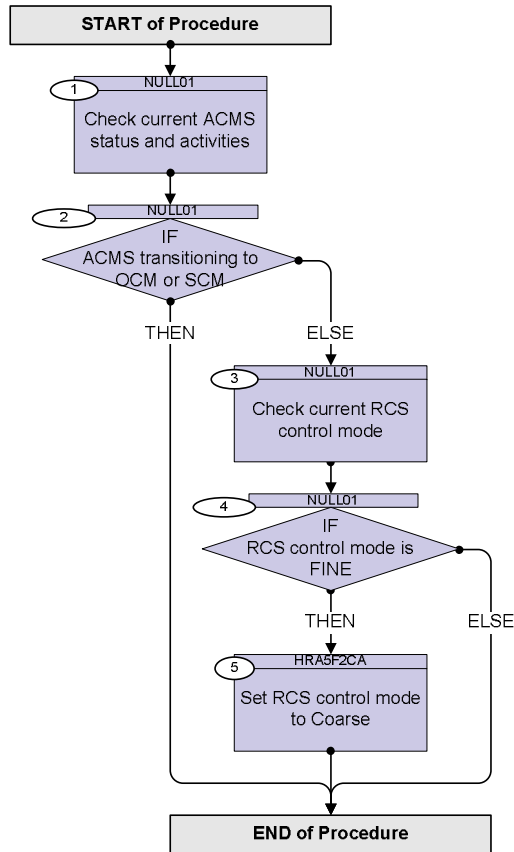 START of Procedure
1
NULL01
Check current ACMS
status and activities
2
NULL01
IF
ACMS transitioning to
OCM or SCM
THEN
ELSE
3
NULL01
Check current RCS
control mode
4
NULL01
IF
RCS control mode is
FINE
THEN
ELSE
5
HRA5F2CA
Set RCS control mode
to Coarse
END of Procedure